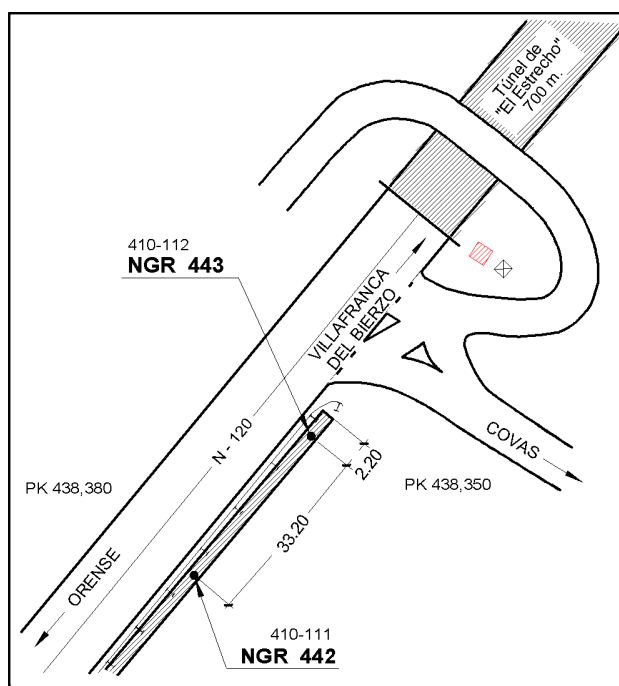 Túnel de
"El Estrecho"
700 m.
410-112
NGR 443
VILLAFRANCA
DEL BIERZO
N - 120
COVAS
PK 438,380
PK 438,350
2.20
33.20
ORENSE
410-111
NGR 442